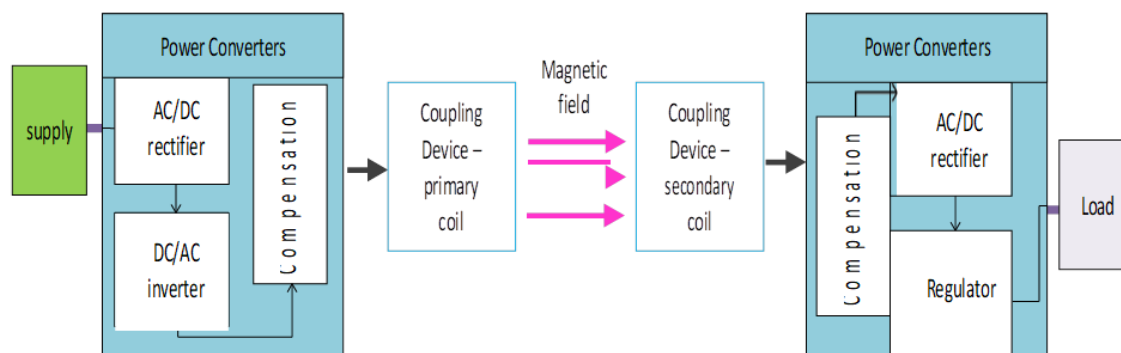 Power Converters
supply
AC/DC
rectifier
DC/AC
inverter
Compensation
Coupling
Device –
primary
coil
Magnetic
field
Coupling
Device –
secondary
coil
Power Converters
Compensation
AC/DC
rectifier
Regulator
Load